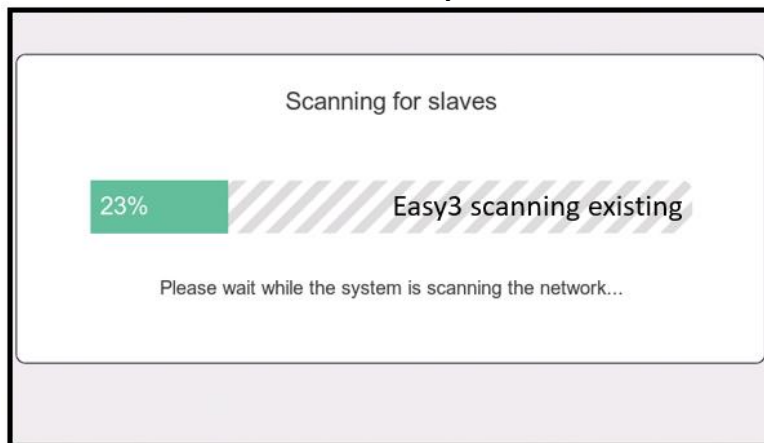 Scanning for slaves
23% Easy3 scanning existing
Please wait while the system is scanning the network...